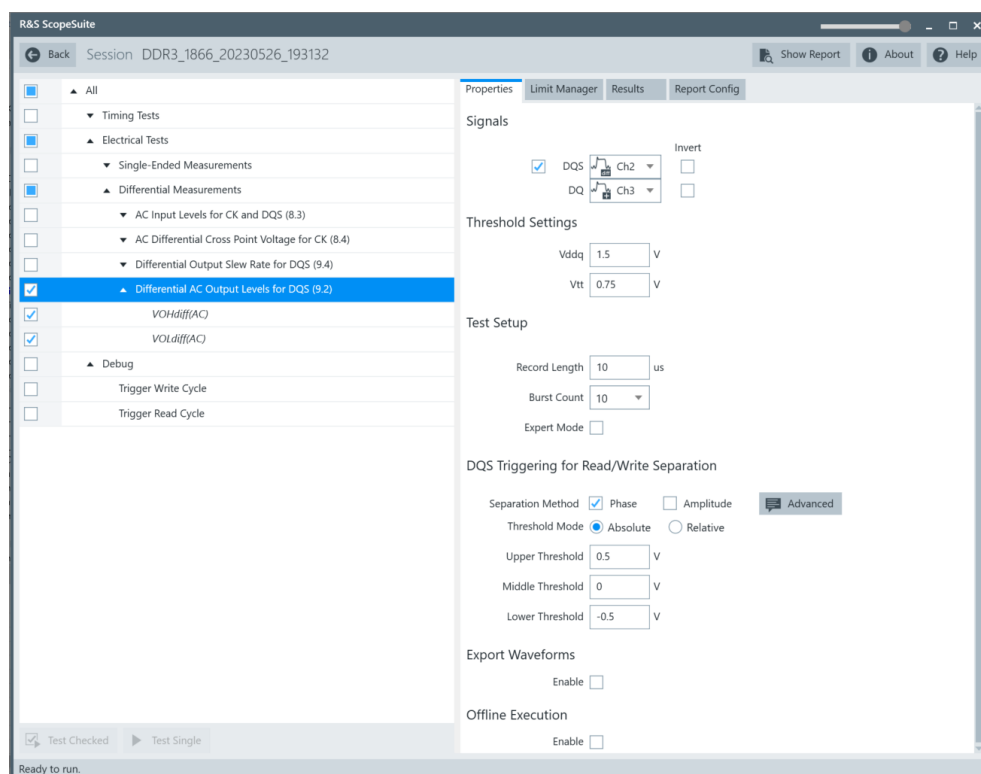 R&S ScopeSuite
Back Session DDR3_1866_20230526_193132 Show Report About Help
All
Timing Tests
Electrical Tests
Single-Ended Measurements
Differential Measurements
AC Input Levels for CK and DQS (8.3)
AC Differential Cross Point Voltage for CK (8.4)
Differential Output Slew Rate for DQS (9.4)
Differential AC Output Levels for DQS (9.2)
VOHdiff(AC)
VOLdiff(AC)
Debug
Trigger Write Cycle
Trigger Read Cycle
Test Checked Test Single
Properties Limit Manager Results Report Config
Signals
Invert
DQS Ch2
DQ Ch3
Threshold Settings
Vddq 1.5 V
Vtt 0.75 V
Test Setup
Record Length 10 us
Burst Count 10
Expert Mode
DQS Triggering for Read/Write Separation
Separation Method Phase Amplitude Advanced
Threshold Mode Absolute Relative
Upper Threshold 0.5 V
Middle Threshold 0 V
Lower Threshold -0.5 V
Export Waveforms
Enable
Offline Execution
Enable
Ready to run.